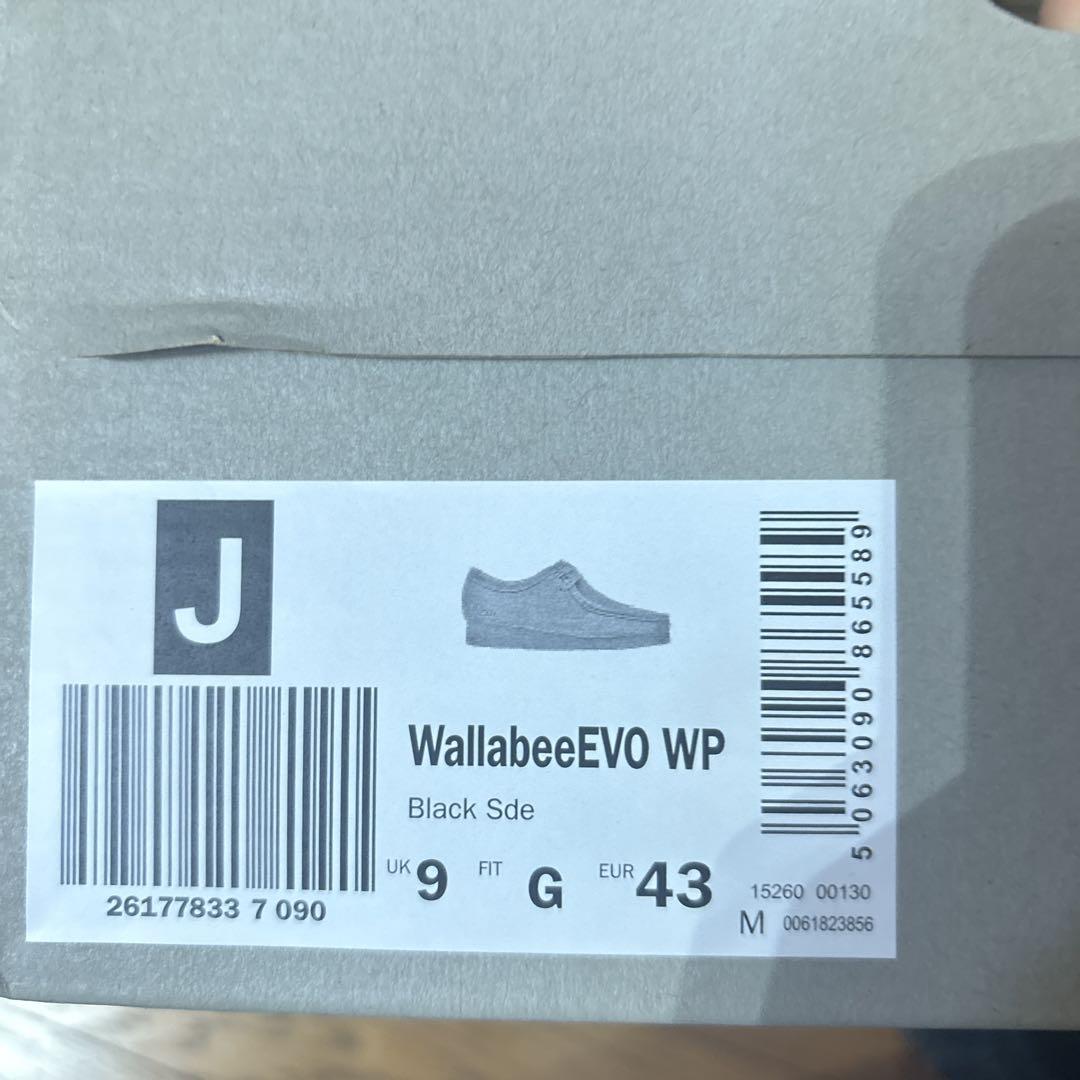 J
26177833 7 090
WallabeeEVO WP
Black Sde
UK 9 FIT G EUR 43
5 063090 865589
15260 00130
M 0061823856